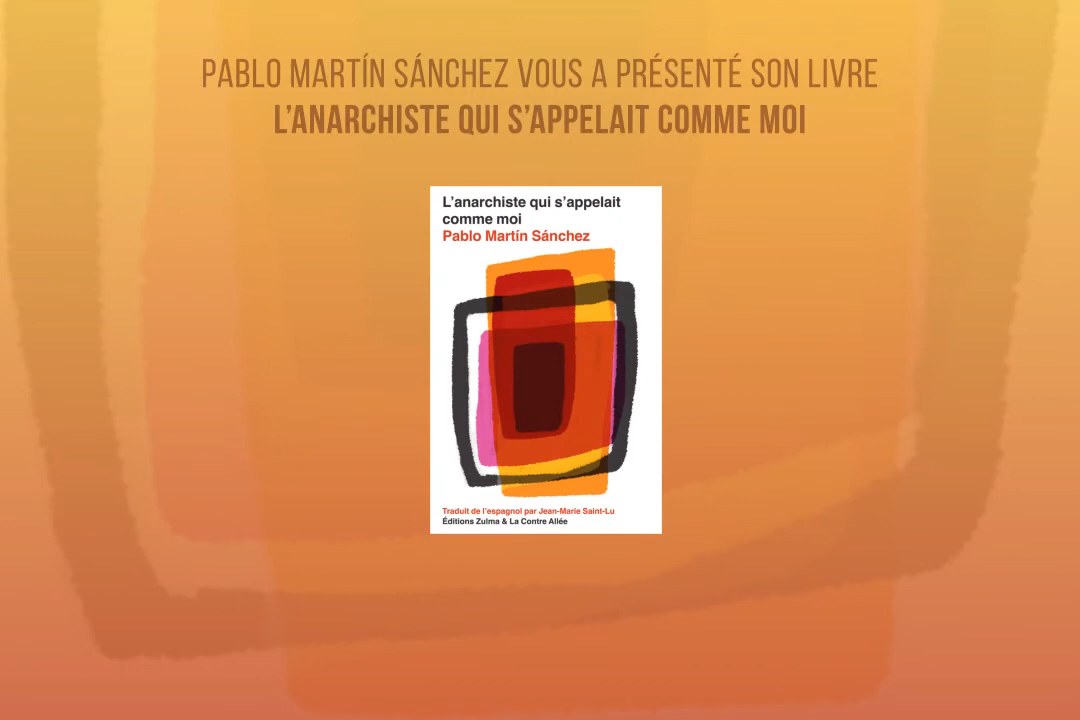 PABLO MARTÍN SÁNCHEZ VOUS A PRÉSENTÉ SON LIVRE
L’ANARCHISTE QUI S’APPELAIT COMME MOI
L’anarchiste qui s’appelait
comme moi
Pablo Martín Sánchez
Traduit de l’espagnol par Jean-Marie Saint-Lu
Éditions Zulma & La Contre Allée